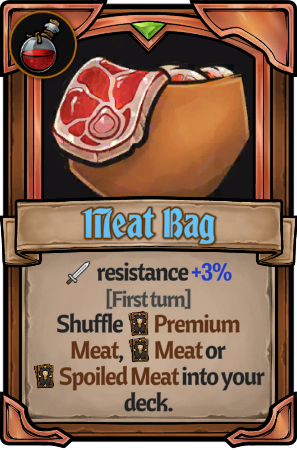 Meat Bag
resistance +3%
[First turn]
Shuffle Premium
Meat, Meat or
Spoiled Meat into your
deck.